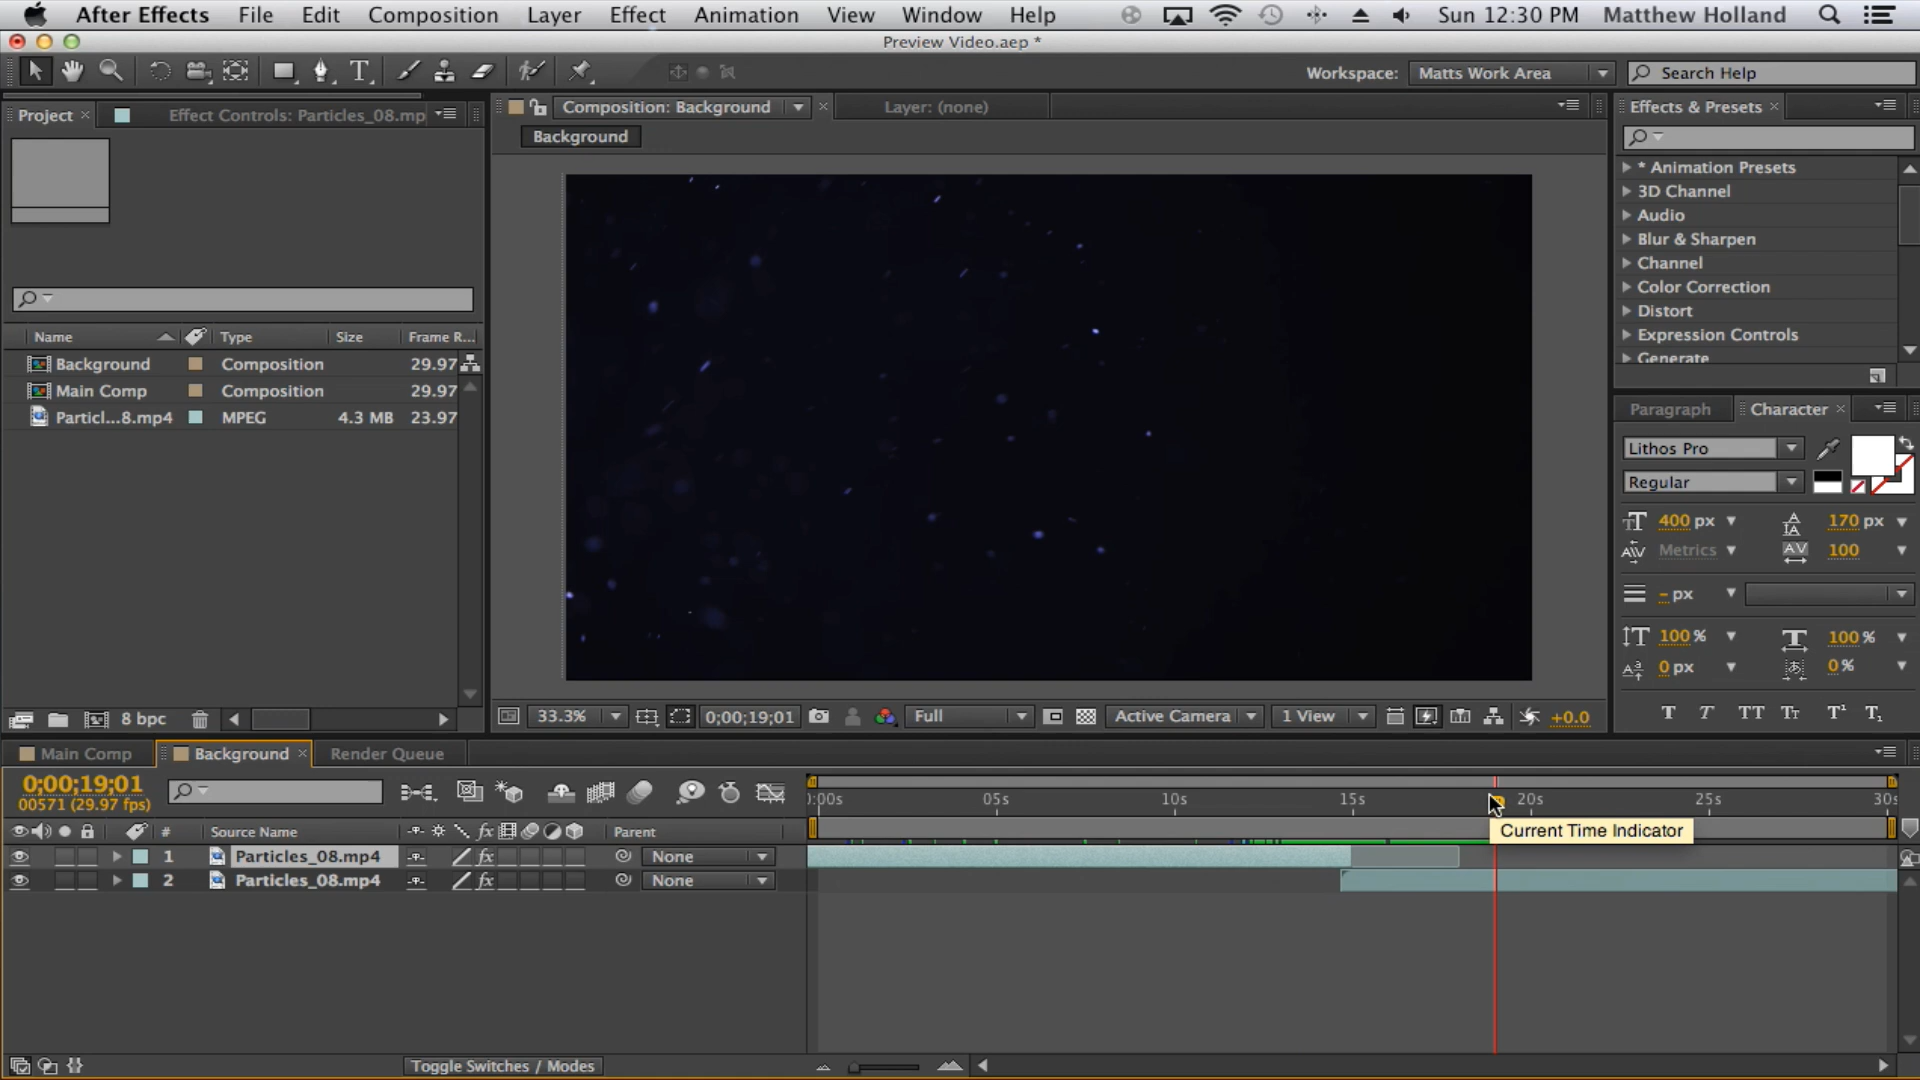 After Effects File Edit Composition Layer Effect Animation View Window Help Sun 12:30 PM Matthew Holland
Preview Video.aep *
Workspace: Matts Work Area Search Help
Project Effect Controls: Particles_08.mp
Composition: Background Layer: (none)
Background
Effects & Presets
* Animation Presets
3D Channel
Audio
Blur & Sharpen
Channel
Color Correction
Distort
Expression Controls
Generate
Name Type Size Frame R...
Background Composition 29.97
Main Comp Composition 29.97
Particl...8.mp4 MPEG 4.3 MB 23.97
Paragraph Character
Lithos Pro
Regular
400 px 170 px
Metrics 100
- px
100 % 100 %
0 px 0 %
T T TT Tr T¹ T₁
8 bpc
33.3% 0;00;19;01 Full Active Camera 1 View +0.0
Main Comp Background Render Queue
0;00;19;01
00571 (29.97 fps)
):00s 05s 10s 15s 20s 25s 30s
# Source Name fx Parent
Current Time Indicator
1 Particles_08.mp4 fx None
2 Particles_08.mp4 fx None
Toggle Switches / Modes